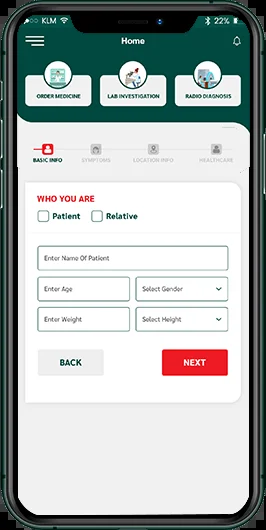 KLM 22%
Home
ORDER MEDICINE LAB INVESTIGATION RADIO DIAGNOSIS
BASIC INFO SYMPTOMS LOCATION INFO HEALTHCARE
WHO YOU ARE
Patient Relative
Enter Name Of Patient
Enter Age Select Gender
Enter Weight Select Height
BACK NEXT